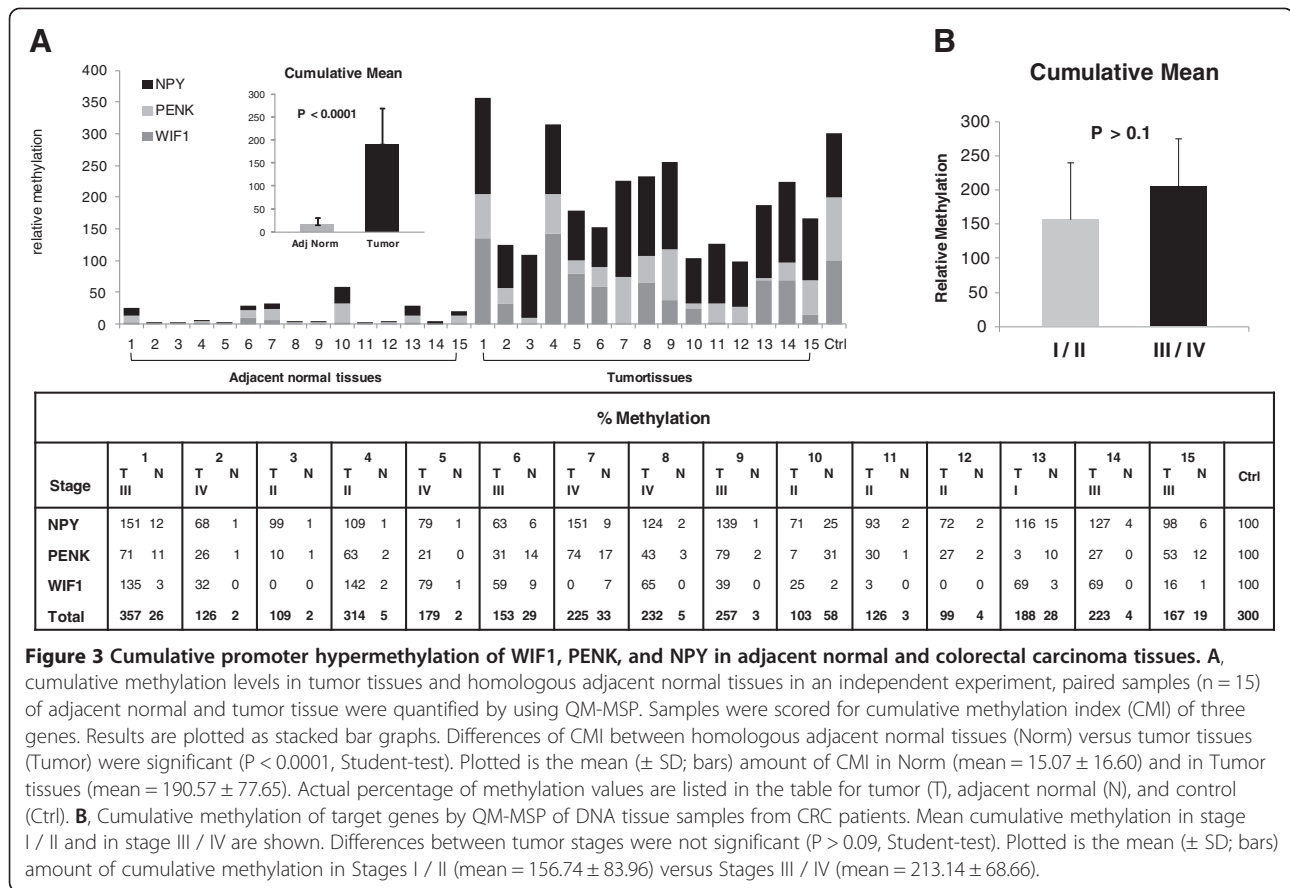 A
B
400
350
300
250
200
150
100
50
0
relative methylation
NPY
PENK
WIF1
Cumulative Mean
300
250
200
150
100
50
0
P < 0.0001
Adj Norm Tumor
1 2 3 4 5 6 7 8 9 10 11 12 13 14 15 1 2 3 4 5 6 7 8 9 10 11 12 13 14 15 Ctrl
Adjacent normal tissues Tumortissues
Cumulative Mean
P > 0.1
300
250
200
150
100
50
0
Relative Methylation
I / II III / IV
% Methylation
1 2 3 4 5 6 7 8 9 10 11 12 13 14 15
Stage T N T N T N T N T N T N T N T N T N T N T N T N T N T N T N Ctrl
III IV II II IV III IV IV III II II II I III III
NPY 151 12 68 1 99 1 109 1 79 1 63 6 151 9 124 2 139 1 71 25 93 2 72 2 116 15 127 4 98 6 100
PENK 71 11 26 1 10 1 63 2 21 0 31 14 74 17 43 3 79 2 7 31 30 1 27 2 3 10 27 0 53 12 100
WIF1 135 3 32 0 0 0 142 2 79 1 59 9 0 7 65 0 39 0 25 2 3 0 0 0 69 3 69 0 16 1 100
Total 357 26 126 2 109 2 314 5 179 2 153 29 225 33 232 5 257 3 103 58 126 3 99 4 188 28 223 4 167 19 300
Figure 3 Cumulative promoter hypermethylation of WIF1, PENK, and NPY in adjacent normal and colorectal carcinoma tissues. A,
cumulative methylation levels in tumor tissues and homologous adjacent normal tissues in an independent experiment, paired samples (n = 15)
of adjacent normal and tumor tissue were quantified by using QM-MSP. Samples were scored for cumulative methylation index (CMI) of three
genes. Results are plotted as stacked bar graphs. Differences of CMI between homologous adjacent normal tissues (Norm) versus tumor tissues
(Tumor) were significant (P < 0.0001, Student-test). Plotted is the mean (± SD; bars) amount of CMI in Norm (mean = 15.07 ± 16.60) and in Tumor
tissues (mean = 190.57 ± 77.65). Actual percentage of methylation values are listed in the table for tumor (T), adjacent normal (N), and control
(Ctrl). B, Cumulative methylation of target genes by QM-MSP of DNA tissue samples from CRC patients. Mean cumulative methylation in stage
I / II and in stage III / IV are shown. Differences between tumor stages were not significant (P > 0.09, Student-test). Plotted is the mean (± SD; bars)
amount of cumulative methylation in Stages I / II (mean = 156.74 ± 83.96) versus Stages III / IV (mean = 213.14 ± 68.66).